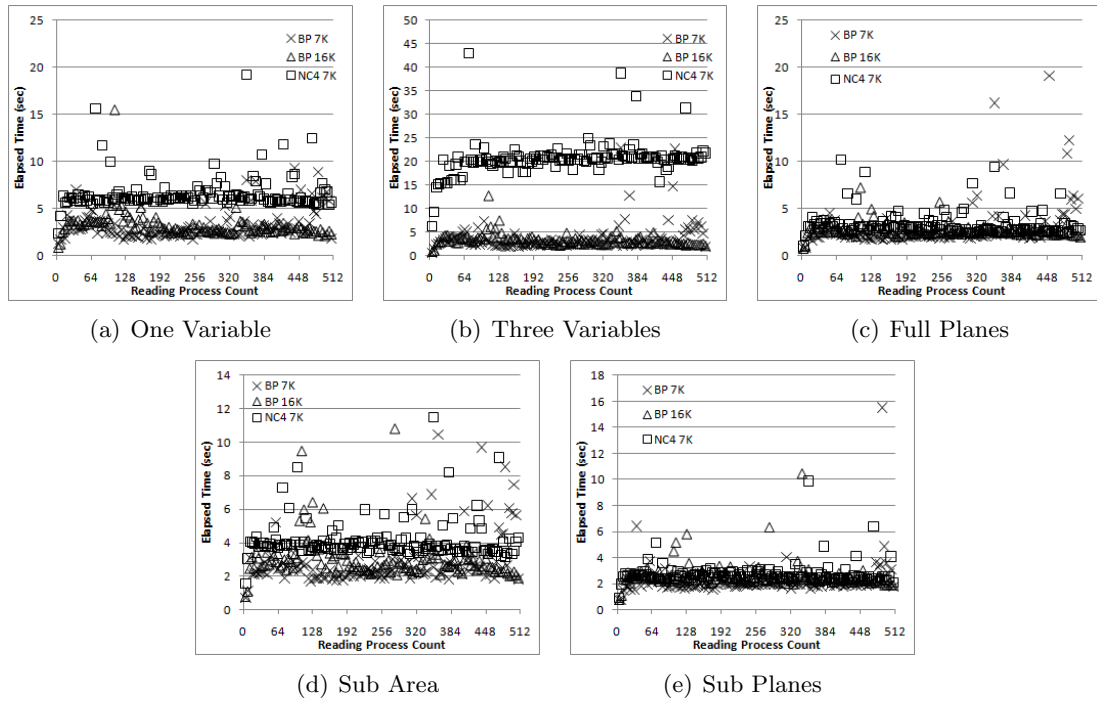 25
20
15
10
5
0
Elapsed Time (sec)
0 64 128 192 256 320 384 448 512
Reading Process Count
BP 7K
BP 16K
NC4 7K
(a) One Variable
50
45
40
35
30
25
20
15
10
5
0
Elapsed Time (sec)
0 64 128 192 256 320 384 448 512
Reading Process Count
BP 7K
BP 16K
NC4 7K
(b) Three Variables
25
20
15
10
5
0
Elapsed Time (sec)
0 64 128 192 256 320 384 448 512
Reading Process Count
BP 7K
BP 16K
NC4 7K
(c) Full Planes
14
12
10
8
6
4
2
0
Elapsed Time (sec)
0 64 128 192 256 320 384 448 512
Reading Process Count
BP 7K
BP 16K
NC4 7K
(d) Sub Area
18
16
14
12
10
8
6
4
2
0
Elapsed Time (sec)
0 64 128 192 256 320 384 448 512
Reading Process Count
BP 7K
BP 16K
NC4 7K
(e) Sub Planes